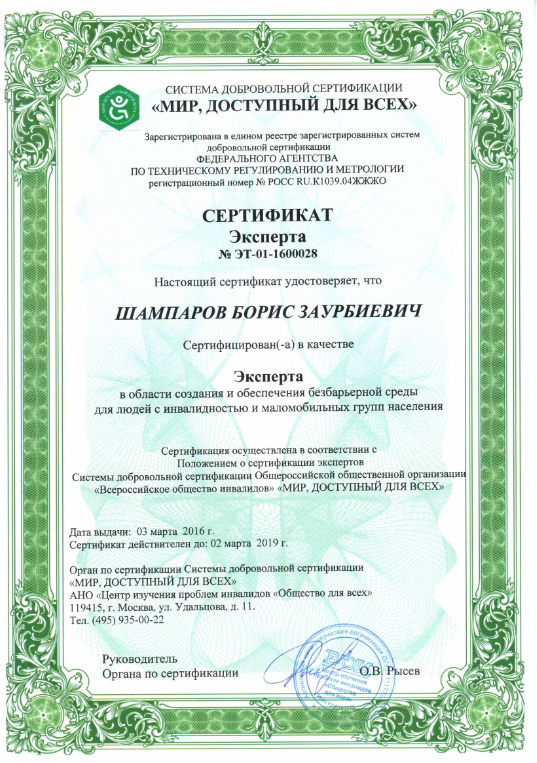 СИСТЕМА ДОБРОВОЛЬНОЙ СЕРТИФИКАЦИИ
«МИР, ДОСТУПНЫЙ ДЛЯ ВСЕХ»
Зарегистрирована в едином реестре зарегистрированных систем
добровольной сертификации
ФЕДЕРАЛЬНОГО АГЕНТСТВА
ПО ТЕХНИЧЕСКОМУ РЕГУЛИРОВАНИЮ И МЕТРОЛОГИИ
регистрационный номер № РОСС RU.К1039.04ЖЖЖО
СЕРТИФИКАТ
Эксперта
№ ЭТ-01-1600028
Настоящий сертификат удостоверяет, что
ШАМПАРОВ БОРИС ЗАУРБИЕВИЧ
Сертифицирован(-а) в качестве
Эксперта
в области создания и обеспечения безбарьерной среды
для людей с инвалидностью и маломобильных групп населения
Сертификация осуществлена в соответствии с
Положением о сертификации экспертов
Системы добровольной сертификации Общероссийской общественной организации
«Всероссийское общество инвалидов» «МИР, ДОСТУПНЫЙ ДЛЯ ВСЕХ»
Дата выдачи: 03 марта 2016 г.
Сертификат действителен до: 02 марта 2019 г.
Орган по сертификации Системы добровольной сертификации
«МИР, ДОСТУПНЫЙ ДЛЯ ВСЕХ»
АНО «Центр изучения проблем инвалидов «Общество для всех»
119415, г. Москва, ул. Удальцова, д. 11.
Тел. (495) 935-00-22
Руководитель
Органа по сертификации
О.В. Рысев